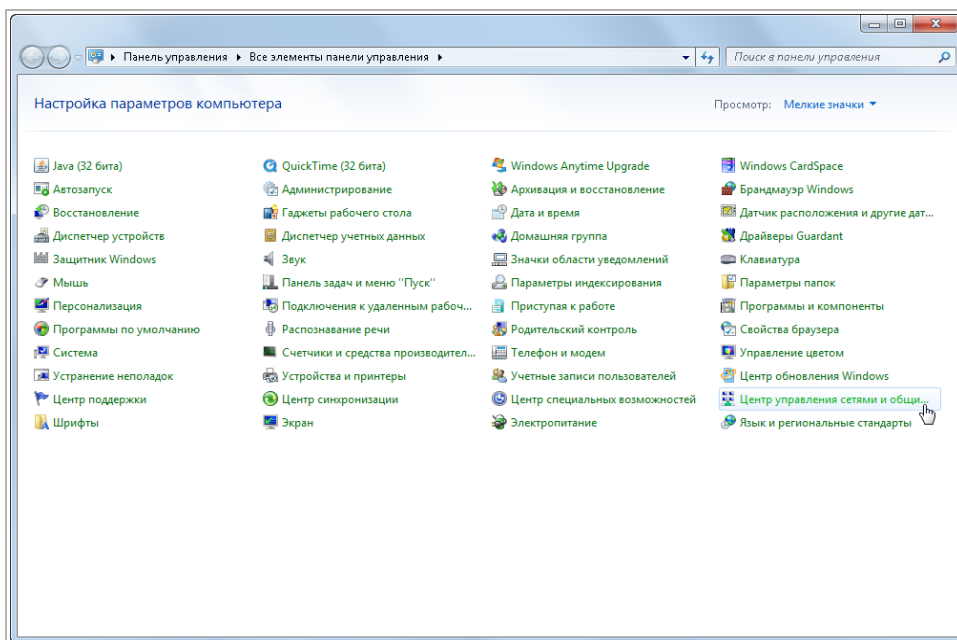 Панель управления Все элементы панели управления Поиск в панели управления
Настройка параметров компьютера Просмотр: Мелкие значки
Java (32 бита) QuickTime (32 бита) Windows Anytime Upgrade Windows CardSpace
Автозапуск Администрирование Архивация и восстановление Брандмауэр Windows
Восстановление Гаджеты рабочего стола Дата и время Датчик расположения и другие дат...
Диспетчер устройств Диспетчер учетных данных Домашняя группа Драйверы Guardant
Защитник Windows Звук Значки области уведомлений Клавиатура
Мышь Панель задач и меню "Пуск" Параметры индексирования Параметры папок
Персонализация Подключения к удаленным рабоч... Приступая к работе Программы и компоненты
Программы по умолчанию Распознавание речи Родительский контроль Свойства браузера
Система Счетчики и средства производител... Телефон и модем Управление цветом
Устранение неполадок Устройства и принтеры Учетные записи пользователей Центр обновления Windows
Центр поддержки Центр синхронизации Центр специальных возможностей Центр управления сетями и общи...
Шрифты Экран Электропитание Язык и региональные стандарты